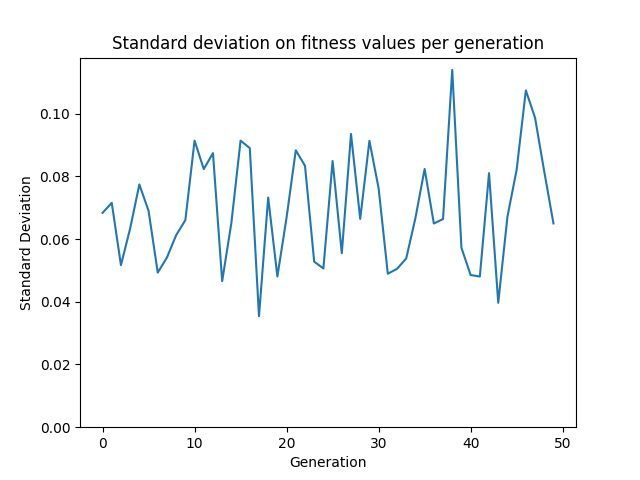 Standard deviation on fitness values per generation
Standard Deviation
0.10
0.08
0.06
0.04
0.02
0.00
0 10 20 30 40 50
Generation